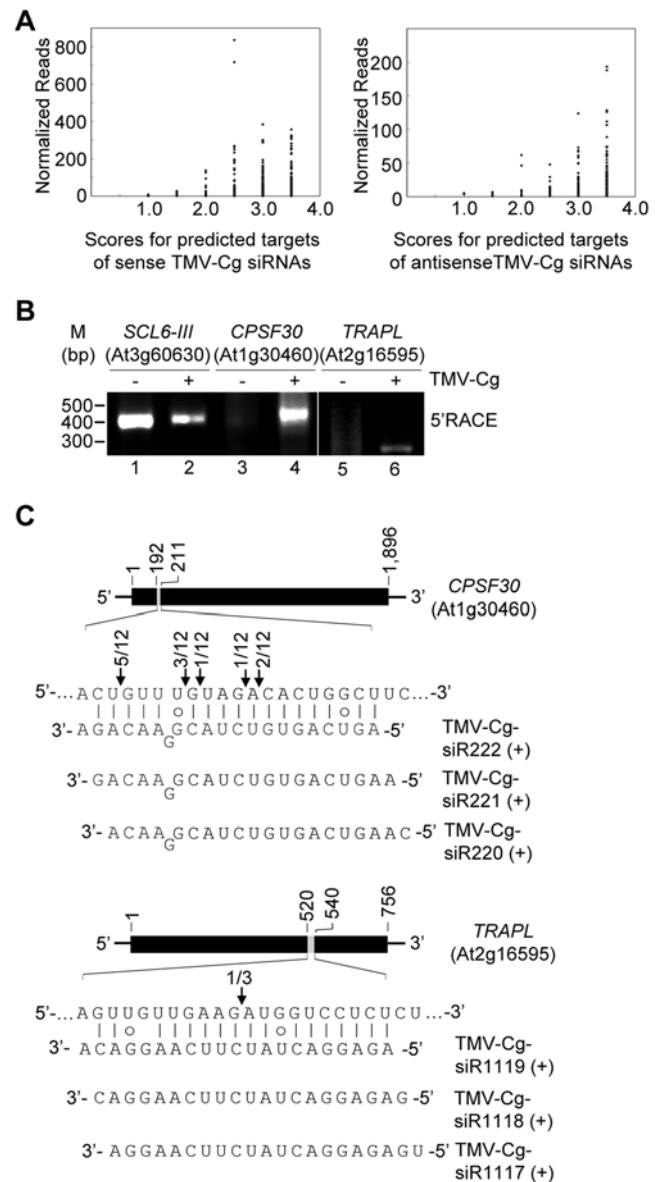 A
Normalized Reads
800
600
400
200
0
1.0 2.0 3.0 4.0
Scores for predicted targets
of sense TMV-Cg siRNAs
Normalized Reads
200
150
100
50
0
1.0 2.0 3.0 4.0
Scores for predicted targets
of antisenseTMV-Cg siRNAs
B
M SCL6-III CPSF30 TRAPL
(bp) (At3g60630) (At1g30460) (At2g16595)
- + - + - + TMV-Cg
500
400
300
5'RACE
1 2 3 4 5 6
C
1 192 211 1,896
5' 3' CPSF30
(At1g30460)
5/12 3/12 1/12 1/12 2/12
5'-...ACUGUUUGUAGACACUGGCUUC...-3'
3'-AGACAAGGCAUCUGUGACUGA-5' TMV-Cg-
siR222 (+)
3'-GACAAGGCAUCUGUGACUGAA-5' TMV-Cg-
siR221 (+)
3'-ACAAGGCAUCUGUGACUGAAC-5' TMV-Cg-
siR220 (+)
1 520 540 756
5' 3' TRAPL
(At2g16595)
1/3
5'-...AGUUGUUGAAGAUGGUCCUCUCU...-3'
3'-ACAGGAACUUCUAUCAGGAGA-5' TMV-Cg-
siR1119 (+)
3'-CAGGAACUUCUAUCAGGAGAG-5' TMV-Cg-
siR1118 (+)
3'-AGGAACUUCUAUCAGGAGAGU-5' TMV-Cg-
siR1117 (+)